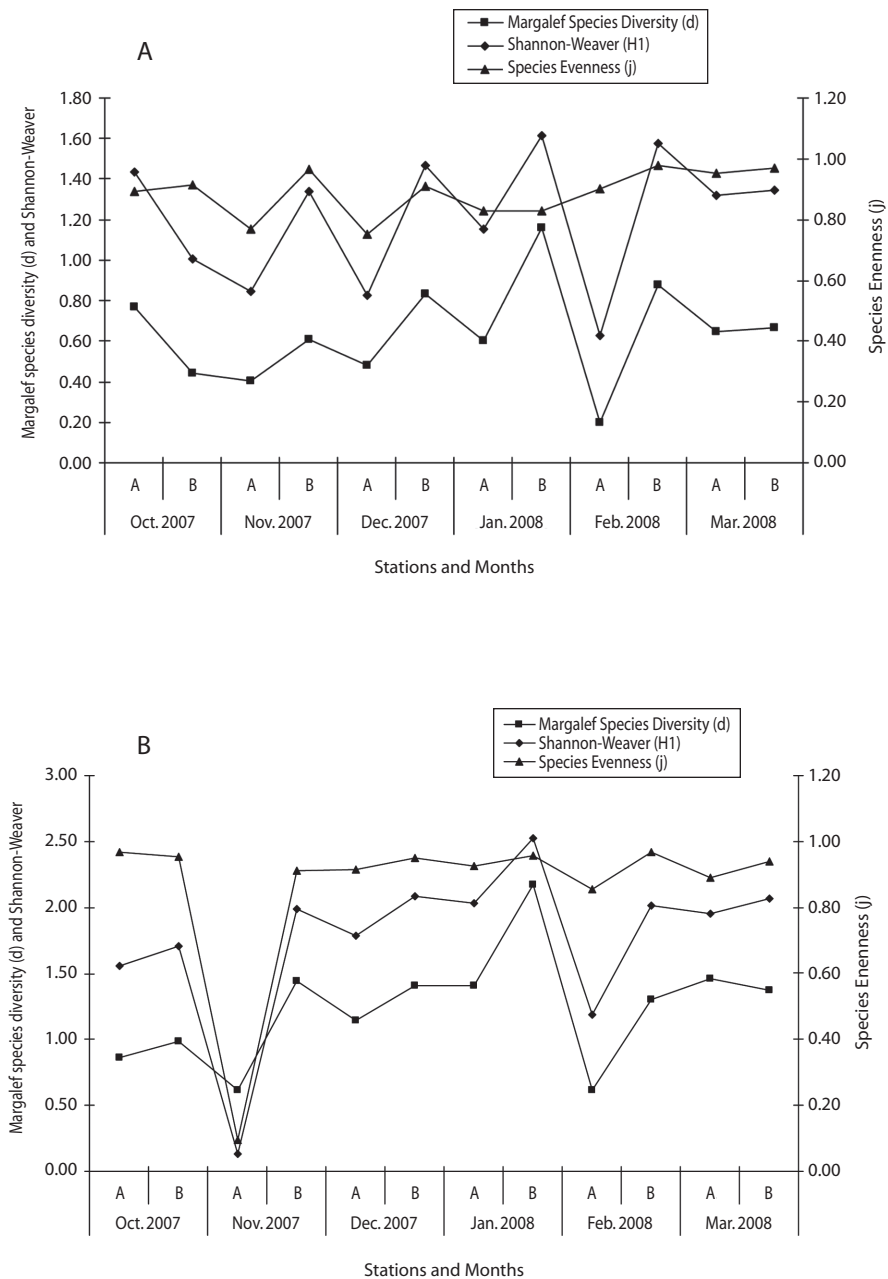 A
Margalef Species Diversity (d)
Shannon-Weaver (H1)
Species Evenness (j)
Margalef species diversity (d) and Shannon-Weaver
1.80
1.60
1.40
1.20
1.00
0.80
0.60
0.40
0.20
0.00
1.20
1.00
0.80
0.60
0.40
0.20
0.00
Species Enenness (j)
A B A B A B A B A B A B
Oct. 2007 Nov. 2007 Dec. 2007 Jan. 2008 Feb. 2008 Mar. 2008
Stations and Months
B
Margalef Species Diversity (d)
Shannon-Weaver (H1)
Species Evenness (j)
Margalef species diversity (d) and Shannon-Weaver
3.00
2.50
2.00
1.50
1.00
0.50
0.00
1.20
1.00
0.80
0.60
0.40
0.20
0.00
Species Enenness (j)
A B A B A B A B A B A B
Oct. 2007 Nov. 2007 Dec. 2007 Jan. 2008 Feb. 2008 Mar. 2008
Stations and Months